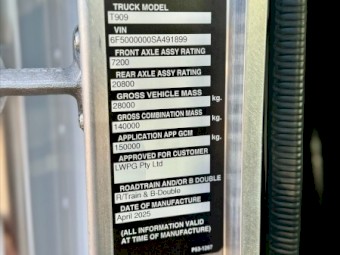 TRUCK MODEL
T909
VIN
6F5000000SA491899
FRONT AXLE ASSY RATING
7200
REAR AXLE ASSY RATING
20800
GROSS VEHICLE MASS
28000 kg.
GROSS COMBINATION MASS
140000 kg.
APPLICATION APP GCM
150000 kg.
APPROVED FOR CUSTOMER
LWPG Pty Ltd
ROADTRAIN AND/OR B DOUBLE
R/Train & B-Double
DATE OF MANUFACTURE
April 2025
(ALL INFORMATION VALID
AT TIME OF MANUFACTURE)
P53-1097